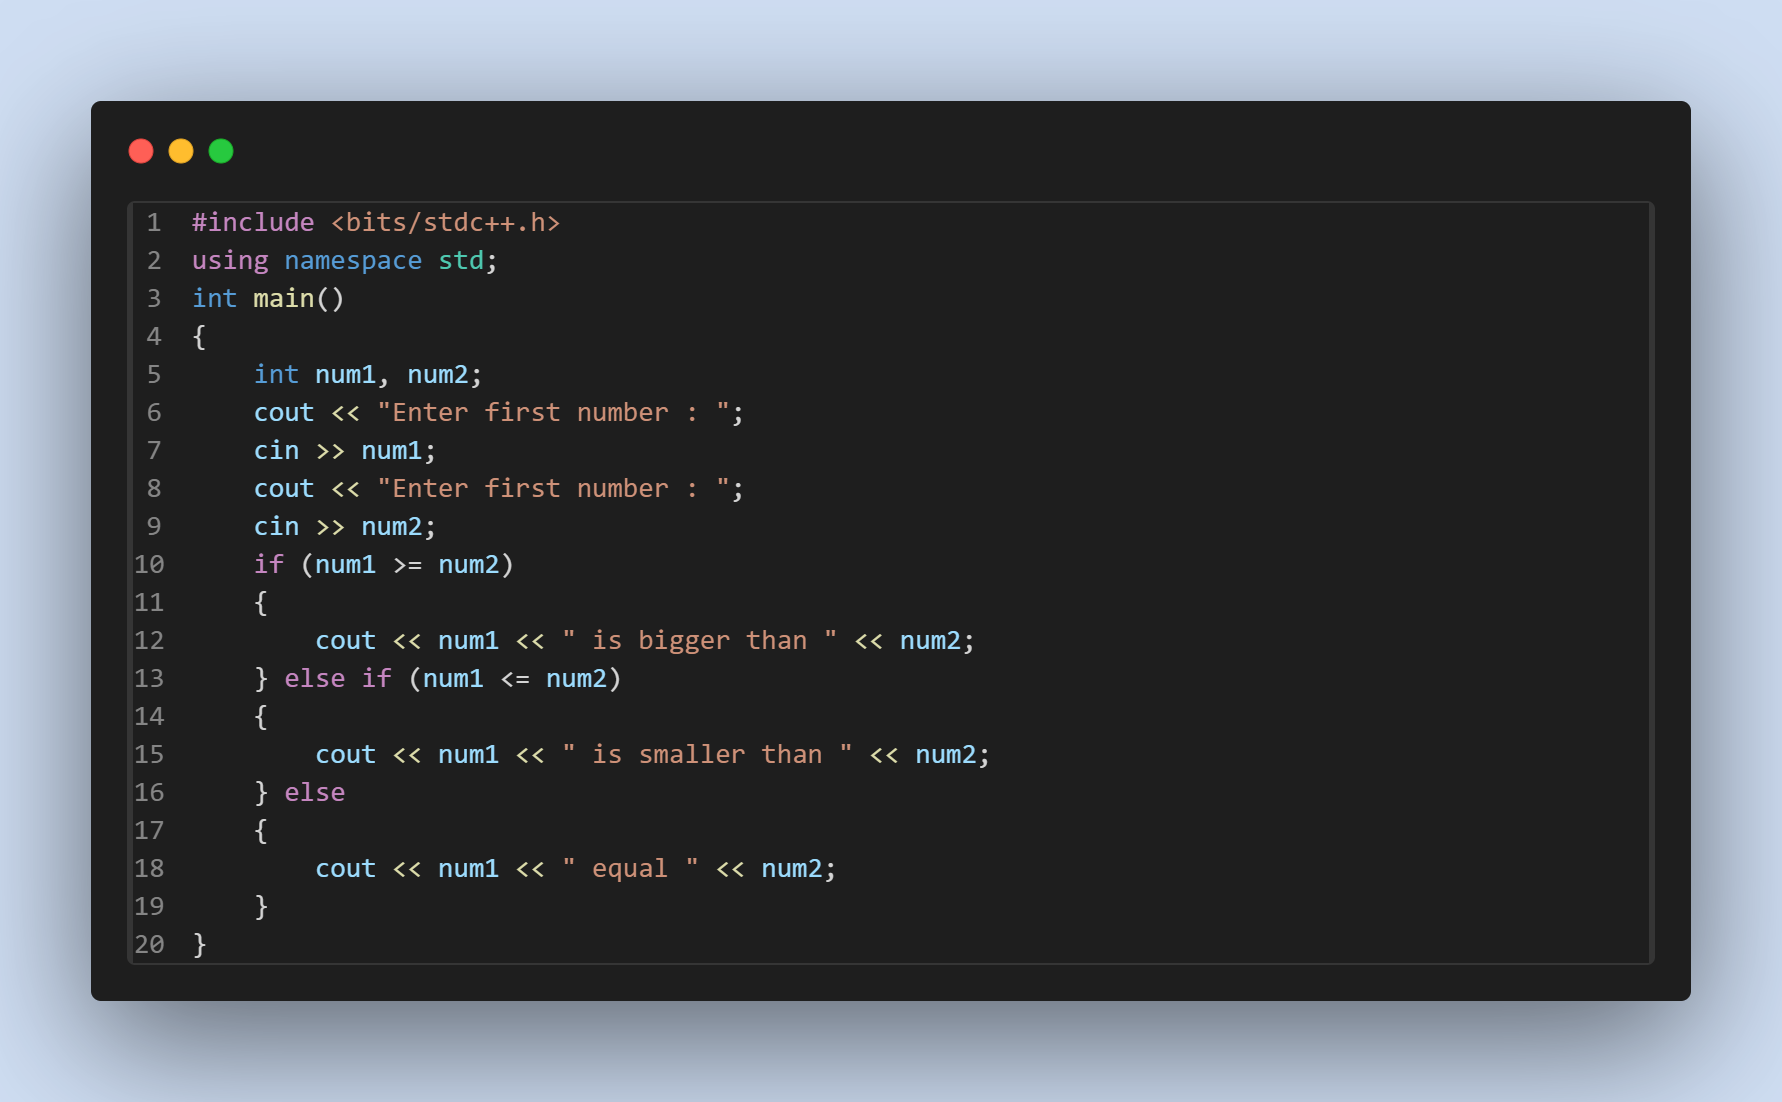 1 #include <bits/stdc++.h>
2 using namespace std;
3 int main()
4 {
5     int num1, num2;
6     cout << "Enter first number : ";
7     cin >> num1;
8     cout << "Enter first number : ";
9     cin >> num2;
10     if (num1 >= num2)
11     {
12         cout << num1 << " is bigger than " << num2;
13     } else if (num1 <= num2)
14     {
15         cout << num1 << " is smaller than " << num2;
16     } else
17     {
18         cout << num1 << " equal " << num2;
19     }
20 }